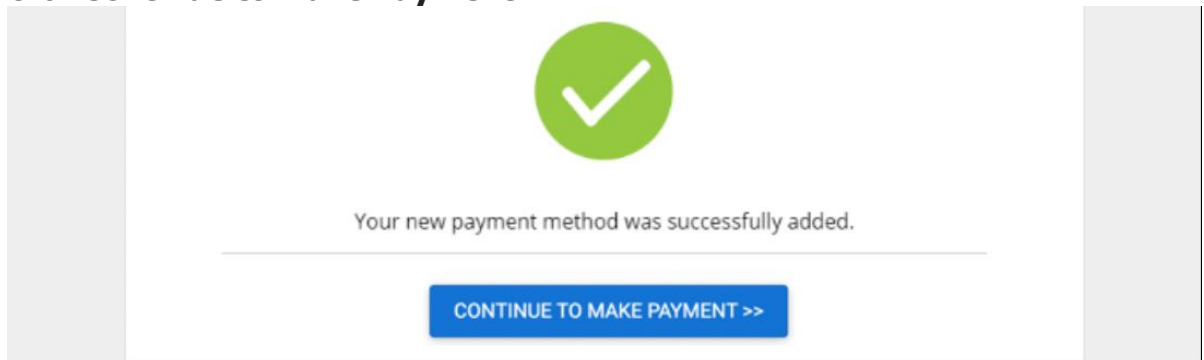 Your new payment method was successfully added.
CONTINUE TO MAKE PAYMENT >>